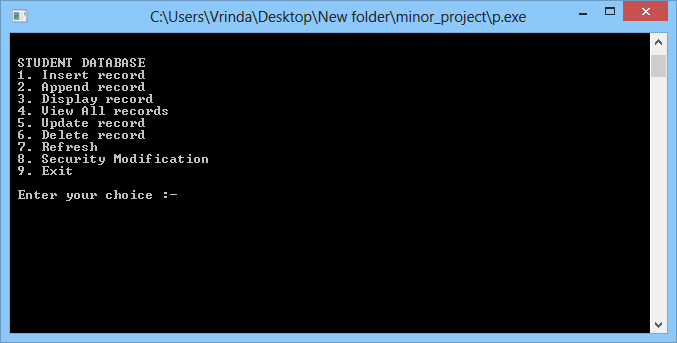 C:\Users\Vrinda\Desktop\New folder\minor_project\p.exe
STUDENT DATABASE
1. Insert record
2. Append record
3. Display record
4. View All records
5. Update record
6. Delete record
7. Refresh
8. Security Modification
9. Exit
Enter your choice :-